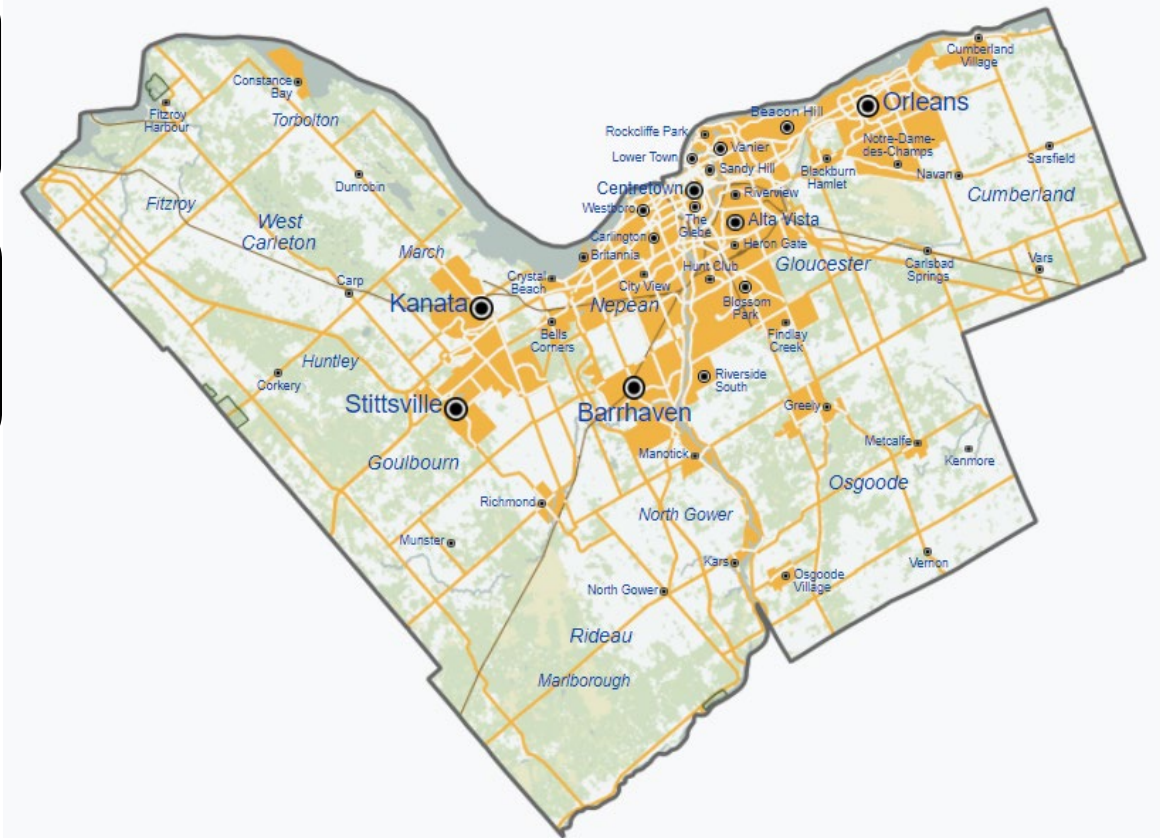 Cumberland
Village
Constance
Bay
Orleans
Fitzroy
Harbour
Torbolton
Beacon Hill
Rockcliffe Park
Vanier
Notre-Dame-
des-Champs
Lower Town
Sandy Hill
Blackburn
Hamlet
Sarsfield
Navan
Dunrobin
Centretown
Riverview
Cumberland
Fitzroy
Westboro
The
Glebe
Alta Vista
West
Carleton
Carlington
Heron Gate
March
Britannia
Gloucester
Carlsbad
Springs
Vars
Hunt Club
Carp
Crystal
Beach
City View
Kanata
Nepean
Blossom
Park
Bells
Corners
Findlay
Creek
Huntley
Corkery
Riverside
South
Stittsville
Barrhaven
Greely
Metcalfe
Manotick
Kenmore
Goulbourn
Osgoode
Richmond
North Gower
Munster
Vernon
Kars
Osgoode
Village
North Gower
Rideau
Marlborough